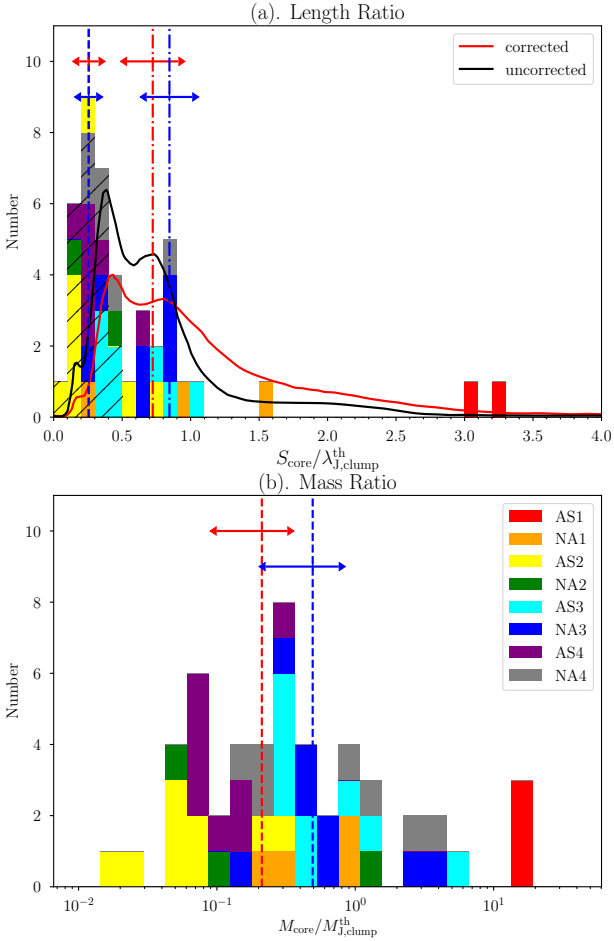 (a). Length Ratio
10
8
6
4
2
0
Number
corrected
uncorrected
0.0 0.5 1.0 1.5 2.0 2.5 3.0 3.5 4.0
S_core/λ^th_J,clump
(b). Mass Ratio
10
8
6
4
2
0
Number
AS1
NA1
AS2
NA2
AS3
NA3
AS4
NA4
10^−2 10^−1 10^0 10^1
M_core/M^th_J,clump